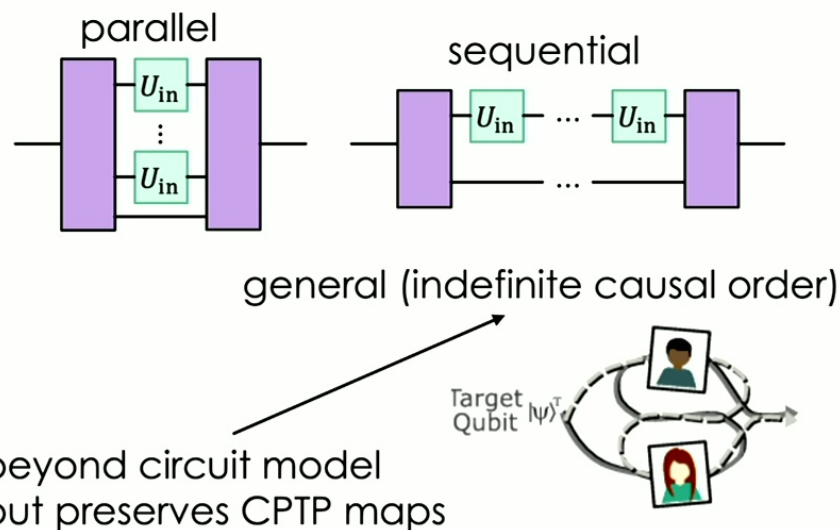 parallel
sequential
U_in
⋮
U_in
U_in ... U_in
...
general (indefinite causal order)
Target
Qubit |ψ⟩ᵀ
beyond circuit model
but preserves CPTP maps